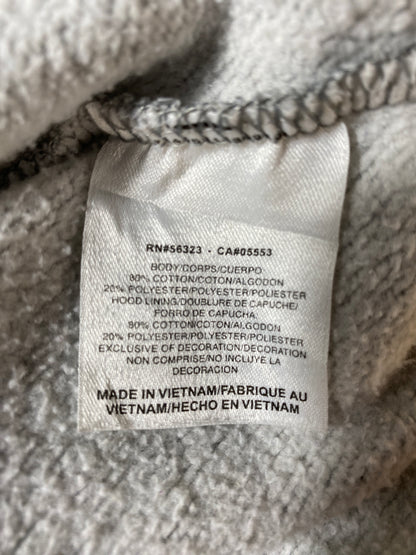 RN#56323 - CA#05553
BODY/CORPS/CUERPO
80% COTTON/COTON/ALGODON
20% POLYESTER/POLYESTER/POLIESTER
HOOD LINING/DOUBLURE DE CAPUCHE/
FORRO DE CAPUCHA
80% COTTON/COTON/ALGODON
20% POLYESTER/POLYESTER/POLIESTER
EXCLUSIVE OF DECORATION/DECORATION
NON COMPRISE/NO INCLUYE LA
DECORACION
MADE IN VIETNAM/FABRIQUE AU
VIETNAM/HECHO EN VIETNAM